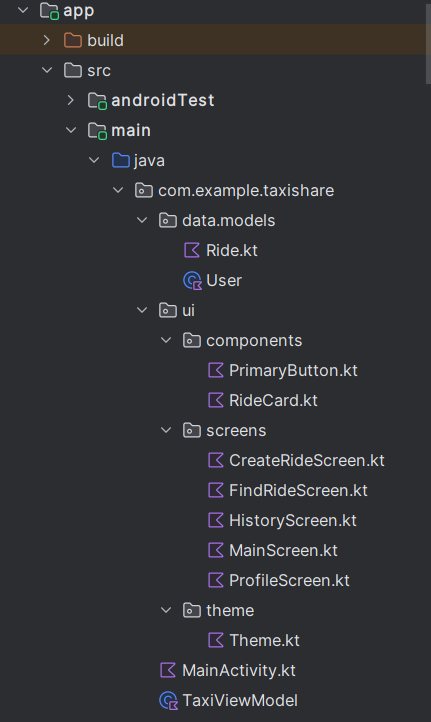 app
build
src
androidTest
main
java
com.example.taxishare
data.models
Ride.kt
User
ui
components
PrimaryButton.kt
RideCard.kt
screens
CreateRideScreen.kt
FindRideScreen.kt
HistoryScreen.kt
MainScreen.kt
ProfileScreen.kt
theme
Theme.kt
MainActivity.kt
TaxiViewModel